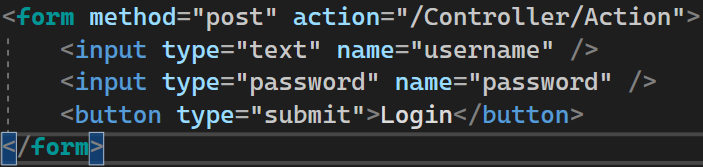 <form method="post" action="/Controller/Action">
    <input type="text" name="username" />
    <input type="password" name="password" />
    <button type="submit">Login</button>
</form>